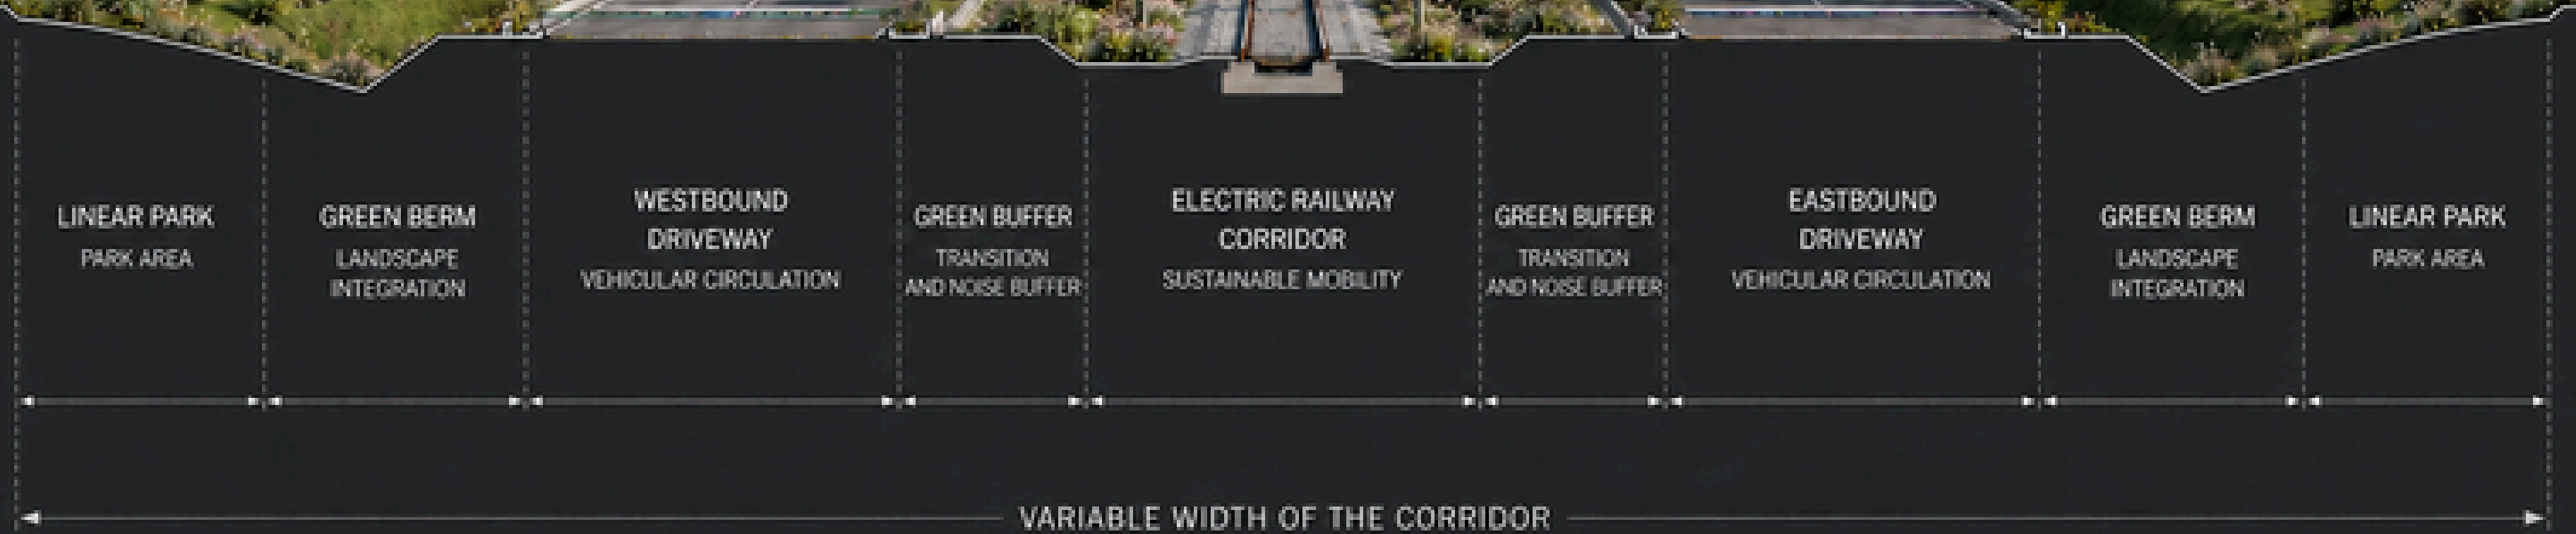 LINEAR PARK
PARK AREA
GREEN BERM
LANDSCAPE
INTEGRATION
WESTBOUND
DRIVEWAY
VEHICULAR CIRCULATION
GREEN BUFFER
TRANSITION
AND NOISE BUFFER
ELECTRIC RAILWAY
CORRIDOR
SUSTAINABLE MOBILITY
GREEN BUFFER
TRANSITION
AND NOISE BUFFER
EASTBOUND
DRIVEWAY
VEHICULAR CIRCULATION
GREEN BERM
LANDSCAPE
INTEGRATION
LINEAR PARK
PARK AREA
VARIABLE WIDTH OF THE CORRIDOR